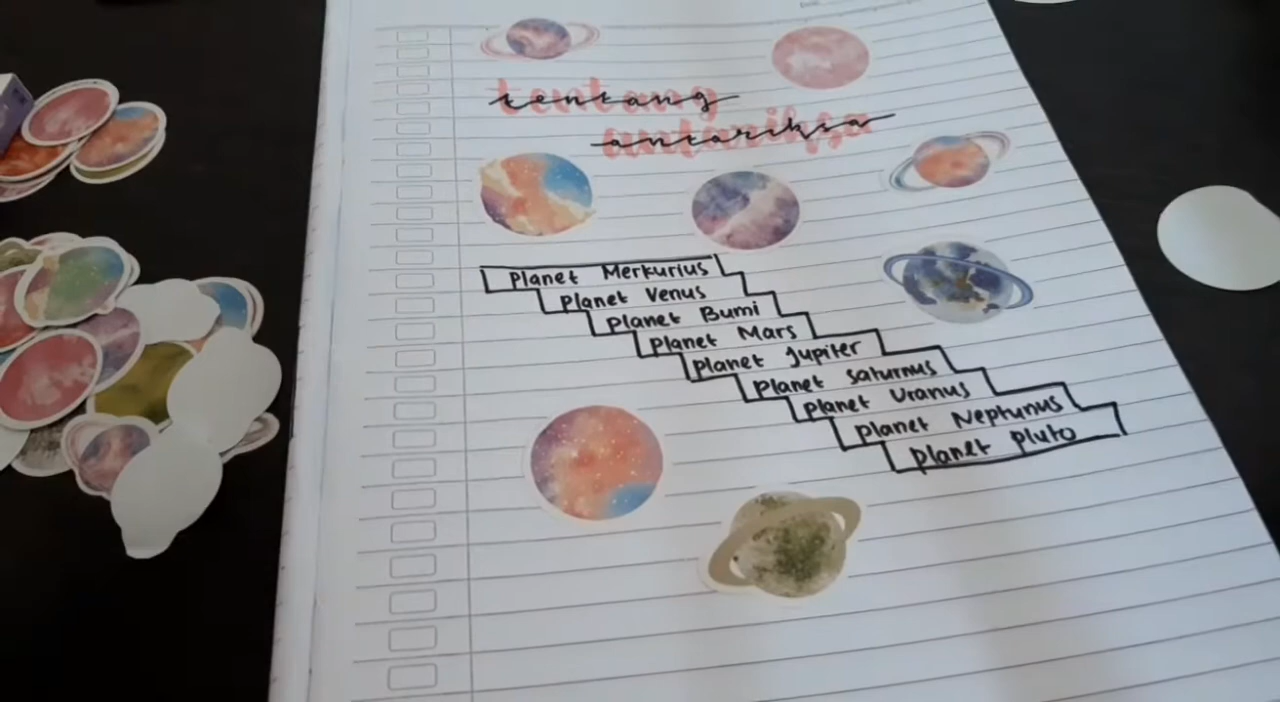 tentang
antariksa
Planet Merkurius
Planet Venus
Planet Bumi
Planet Mars
Planet Jupiter
Planet Saturnus
Planet Uranus
Planet Neptunus
Planet Pluto